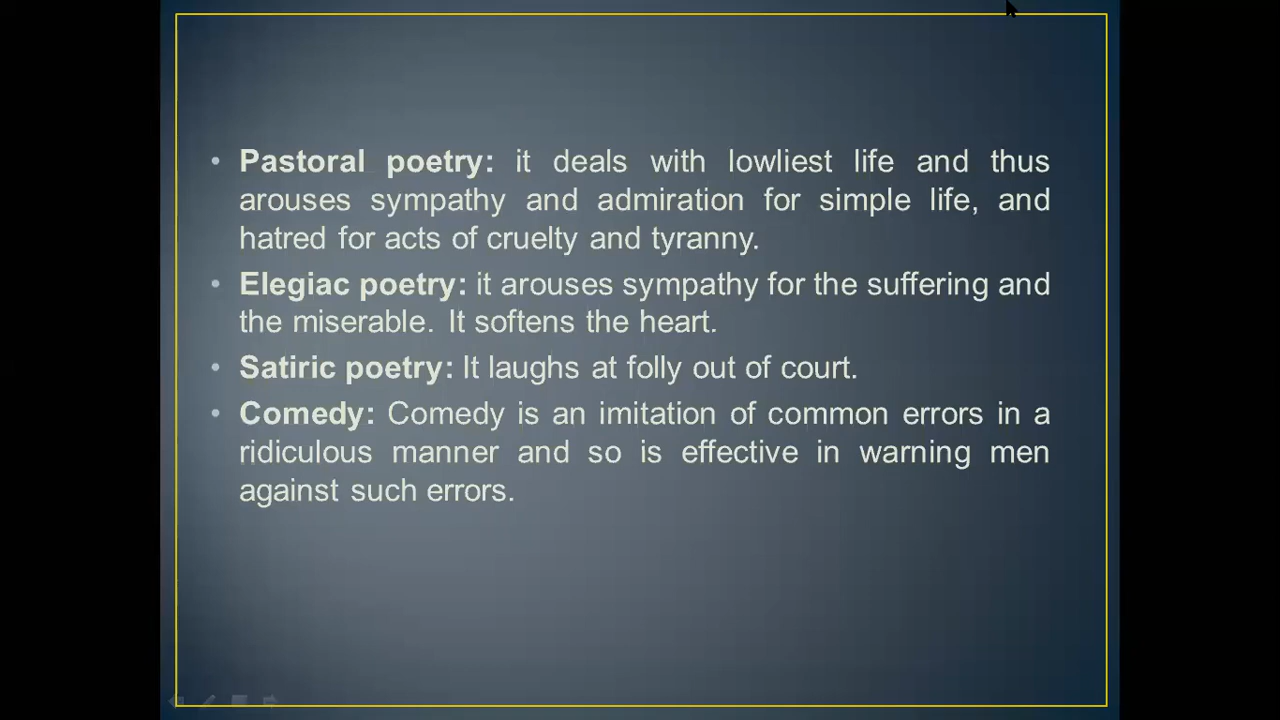 • Pastoral poetry: it deals with lowliest life and thus
arouses sympathy and admiration for simple life, and
hatred for acts of cruelty and tyranny.
• Elegiac poetry: it arouses sympathy for the suffering and
the miserable. It softens the heart.
• Satiric poetry: It laughs at folly out of court.
• Comedy: Comedy is an imitation of common errors in a
ridiculous manner and so is effective in warning men
against such errors.